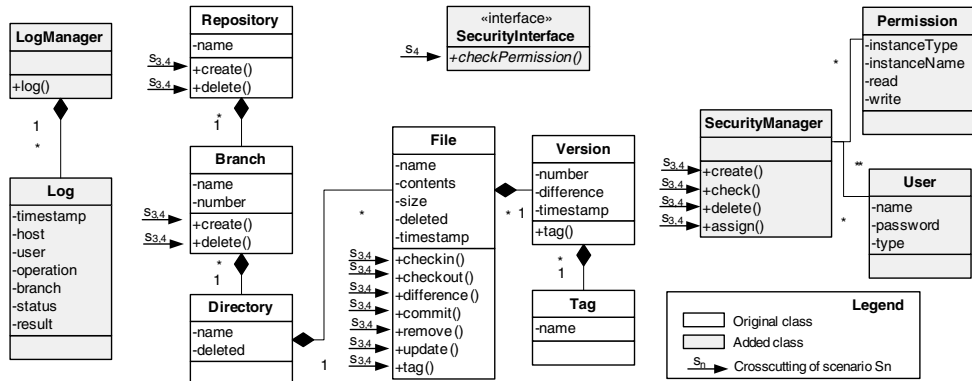 LogManager
+log()
1
*
Log
-timestamp
-host
-user
-operation
-branch
-status
-result
Repository
-name
S3,4
+create()
S3,4
+delete()
*
1
Branch
-name
-number
S3,4
+create()
S3,4
+delete()
*
1
Directory
-name
-deleted
1
*
File
-name
-contents
-size
-deleted
-timestamp
S3,4
+checkin()
S3,4
+checkout()
S3,4
+difference()
S3,4
+commit()
S3,4
+remove()
S3,4
+update()
S3,4
+tag()
* 1
«interface»
SecurityInterface
S4
+checkPermission()
Version
-number
-difference
-timestamp
+tag()
*
1
Tag
-name
SecurityManager
S3,4
+create()
S3,4
+check()
S3,4
+delete()
S3,4
+assign()
*
**
*
Permission
-instanceType
-instanceName
-read
-write
User
-name
-password
-type
Legend
Original class
Added class
Sn
Crosscutting of scenario Sn